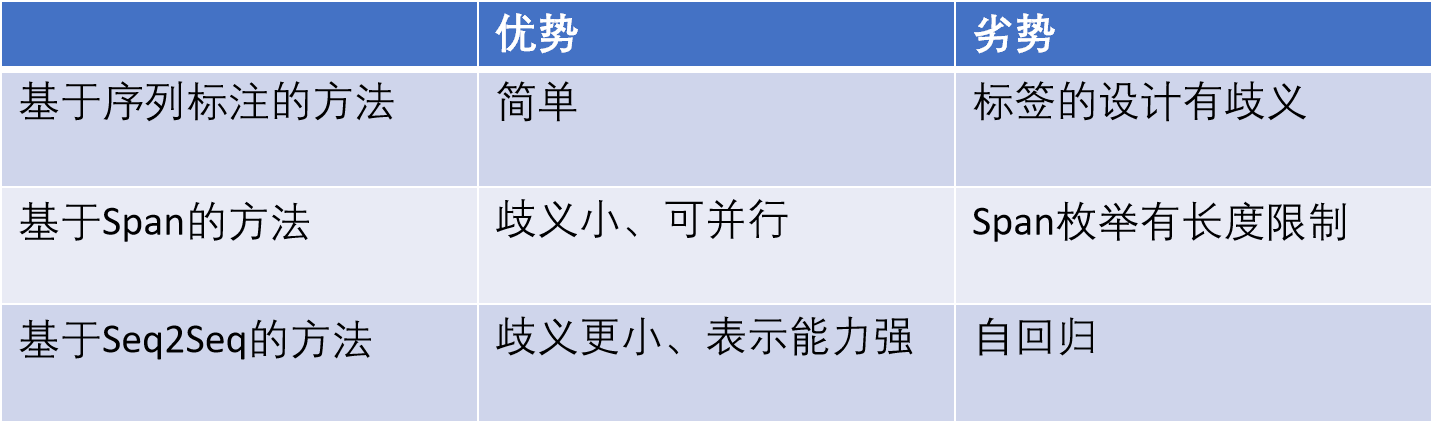 优势 劣势
基于序列标注的方法 简单 标签的设计有歧义
基于Span的方法 歧义小、可并行 Span枚举有长度限制
基于Seq2Seq的方法 歧义更小、表示能力强 自回归